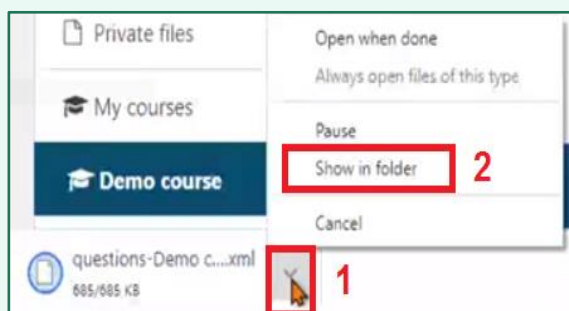 Private files
My courses
Demo course
questions-Demo c....xml
685/685 KB
Open when done
Always open files of this type
Pause
Show in folder
Cancel
1
2